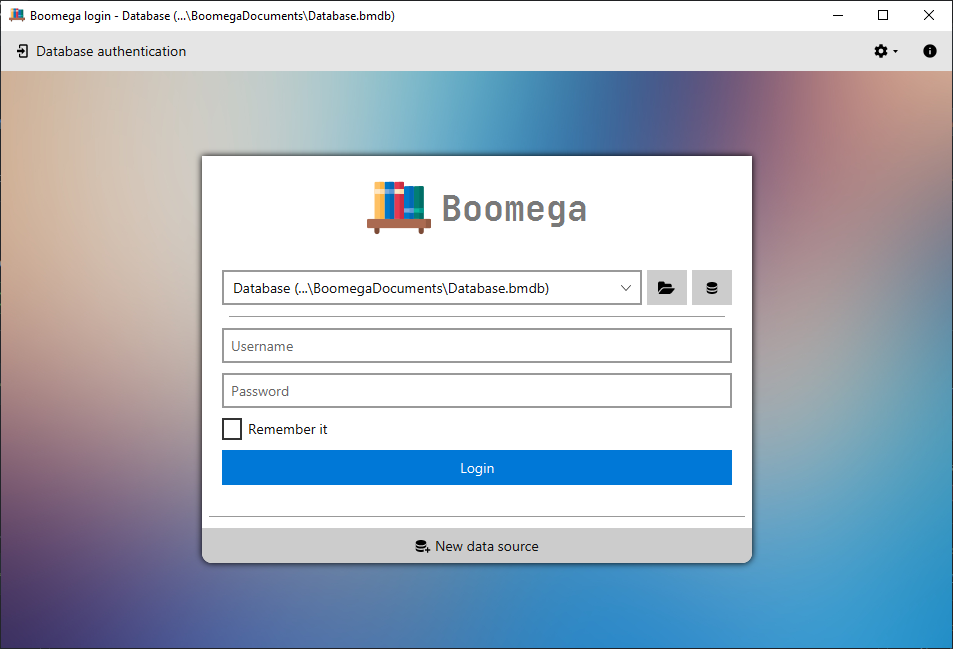 Boomega login - Database (...\BoomegaDocuments\Database.bmdb)
Database authentication
Boomega
Database (...\BoomegaDocuments\Database.bmdb)
Username
Password
Remember it
Login
New data source